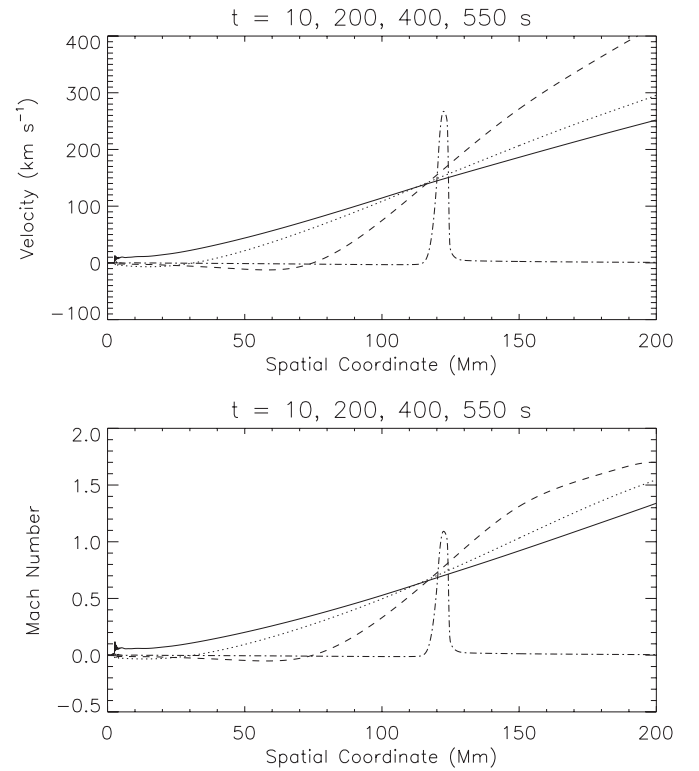 t = 10, 200, 400, 550 s
400
300
200
100
0
−100
Velocity (km s⁻¹)
0 50 100 150 200
Spatial Coordinate (Mm)
t = 10, 200, 400, 550 s
2.0
1.5
1.0
0.5
0.0
−0.5
Mach Number
0 50 100 150 200
Spatial Coordinate (Mm)